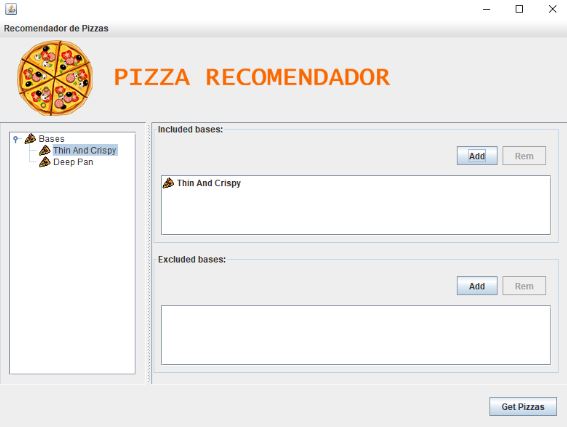 Recomendador de Pizzas
PIZZA RECOMENDADOR
Bases
Thin And Crispy
Deep Pan
Included bases:
Add Rem
Thin And Crispy
Excluded bases:
Add Rem
Get Pizzas